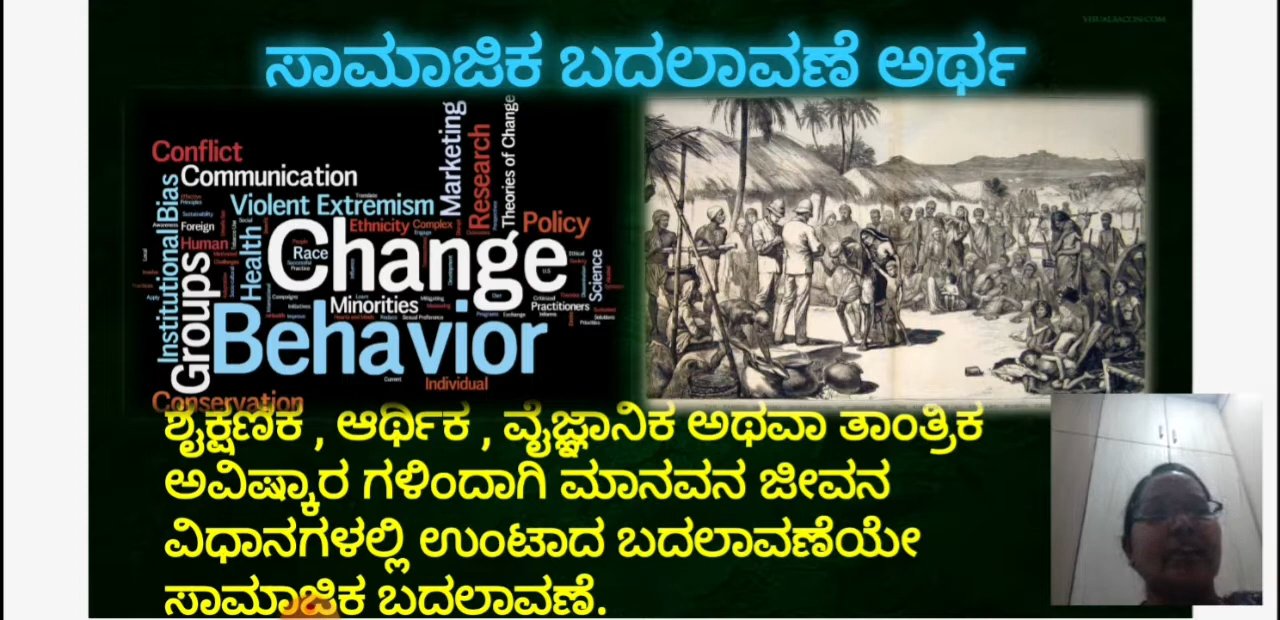 VISUALBACON.COM
ಸಾಮಾಜಿಕ ಬದಲಾವಣೆ ಅರ್ಥ
Conflict
Communication
Marketing
Research
Theories of Change
Institutional Bias
Violent Extremism
Ethnicity
Complex
Policy
Foreign
Human
Health
Race
Change
Science
Groups
Minorities
Practitioners
Behavior
Individual
Conservation
ಶೈಕ್ಷಣಿಕ , ಆರ್ಥಿಕ , ವೈಜ್ಞಾನಿಕ ಅಥವಾ ತಾಂತ್ರಿಕ
ಅವಿಷ್ಕಾರ ಗಳಿಂದಾಗಿ ಮಾನವನ ಜೀವನ
ವಿಧಾನಗಳಲ್ಲಿ ಉಂಟಾದ ಬದಲಾವಣೆಯೇ
ಸಾಮಾಜಿಕ ಬದಲಾವಣೆ.